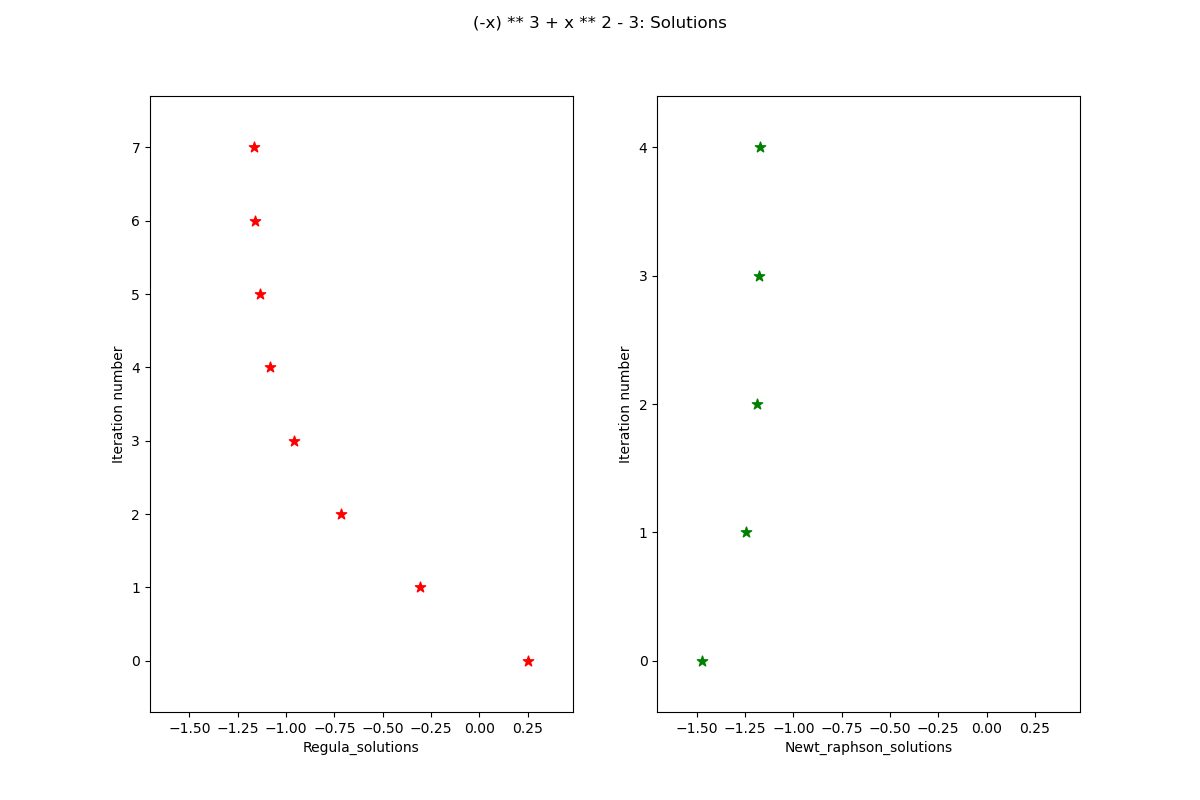 (-x) ** 3 + x ** 2 - 3: Solutions
7
6
5
4
3
2
1
0
Iteration number
−1.50 −1.25 −1.00 −0.75 −0.50 −0.25 0.00 0.25
Regula_solutions
4
3
2
1
0
Iteration number
−1.50 −1.25 −1.00 −0.75 −0.50 −0.25 0.00 0.25
Newt_raphson_solutions